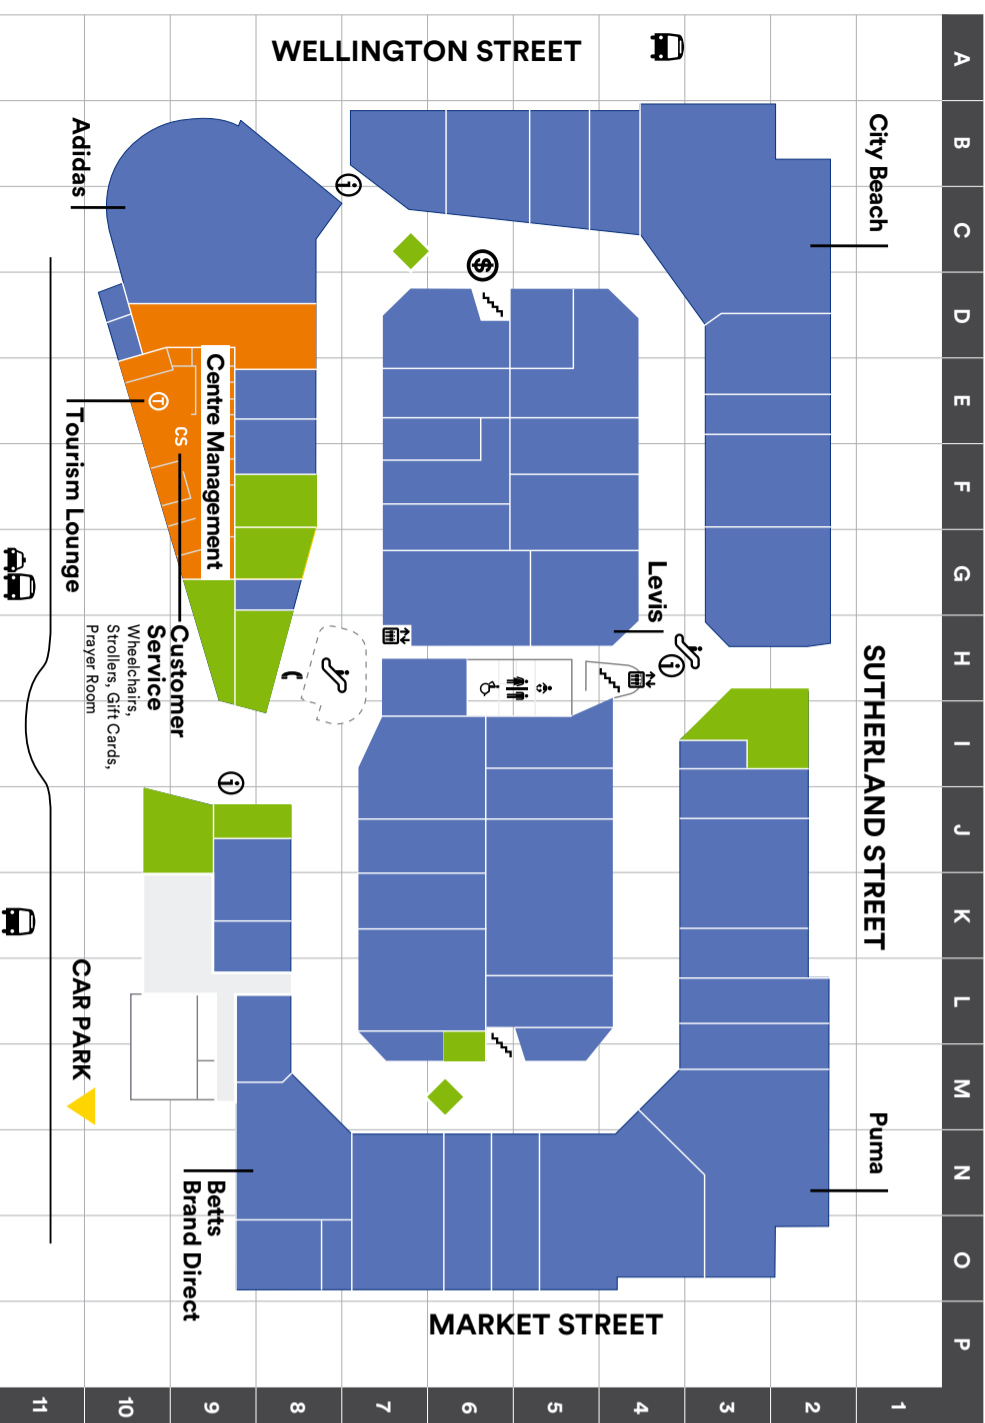 A
B
C
D
E
F
G
H
I
J
K
L
M
N
O
P
WELLINGTON STREET
City Beach
Adidas
$
i
Centre Management
T
CS
Tourism Lounge
Levis
i
SUTHERLAND STREET
Customer
Service
Wheelchairs,
Strollers, Gift Cards,
Prayer Room
i
CAR PARK
Puma
Betts
Brand Direct
MARKET STREET
11
10
9
8
7
6
5
4
3
2
1